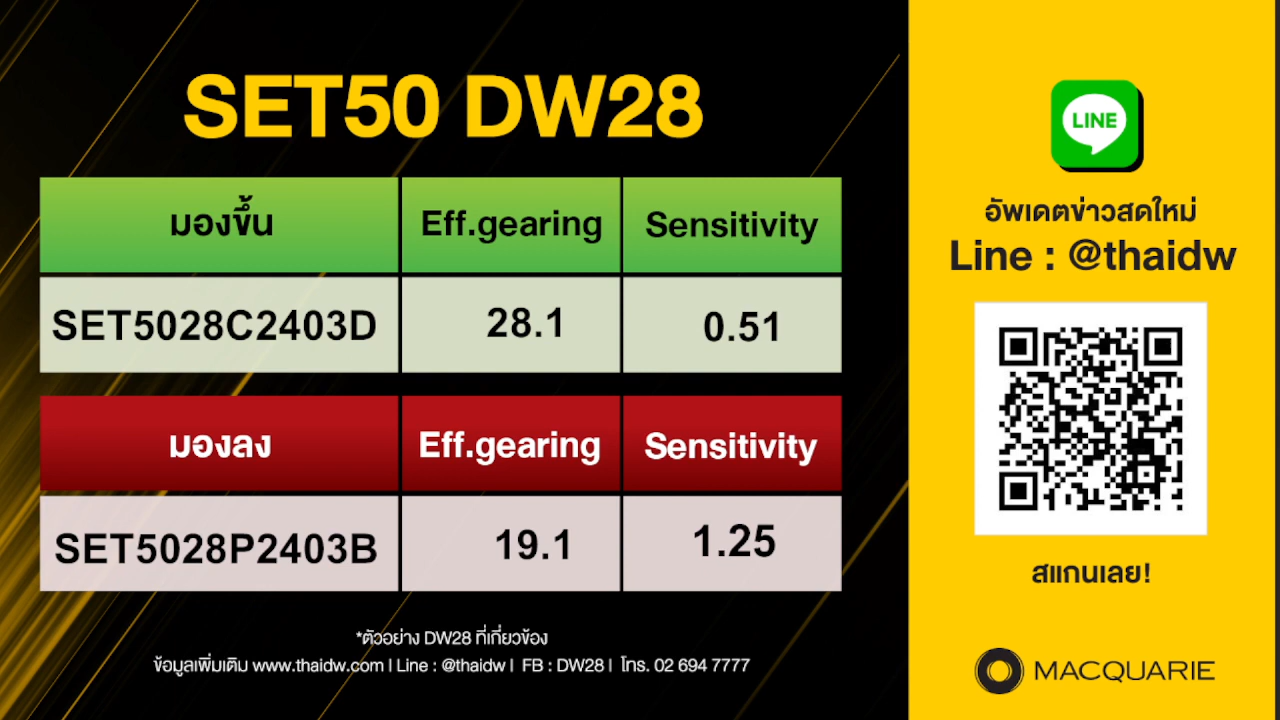 SET50 DW28
มองขึ้น Eff.gearing Sensitivity
SET5028C2403D 28.1 0.51
มองลง Eff.gearing Sensitivity
SET5028P2403B 19.1 1.25
*ตัวอย่าง DW28 ที่เกี่ยวข้อง
ข้อมูลเพิ่มเติม www.thaidw.com | Line : @thaidw | FB : DW28 | โทร. 02 694 7777
LINE
อัพเดตข่าวสดใหม่
Line : @thaidw
สแกนเลย!
MACQUARIE